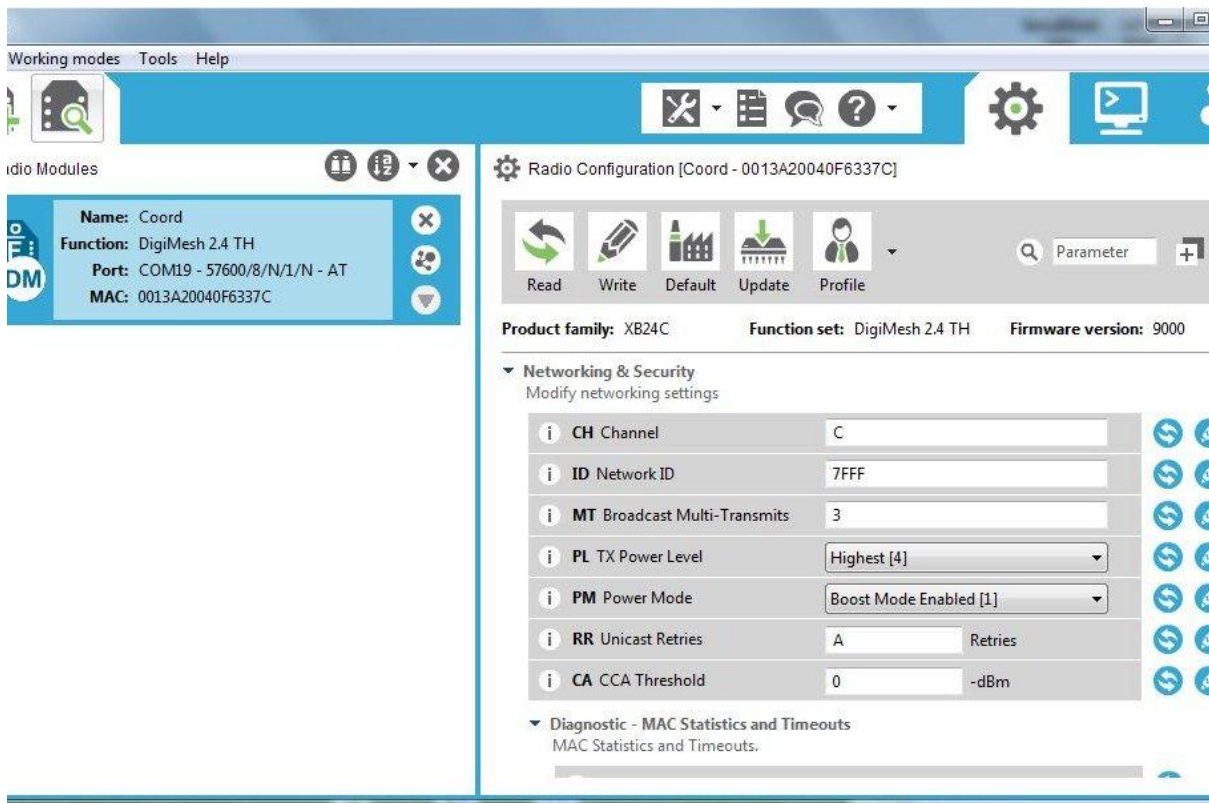 Working modes Tools Help
dio Modules
Name: Coord
Function: DigiMesh 2.4 TH
Port: COM19 - 57600/8/N/1/N - AT
MAC: 0013A20040F6337C
DM
Radio Configuration [Coord - 0013A20040F6337C]
Read Write Default Update Profile
Parameter
Product family: XB24C Function set: DigiMesh 2.4 TH Firmware version: 9000
Networking & Security
Modify networking settings
i CH Channel C
i ID Network ID 7FFF
i MT Broadcast Multi-Transmits 3
i PL TX Power Level Highest [4]
i PM Power Mode Boost Mode Enabled [1]
i RR Unicast Retries A Retries
i CA CCA Threshold 0 -dBm
Diagnostic - MAC Statistics and Timeouts
MAC Statistics and Timeouts.